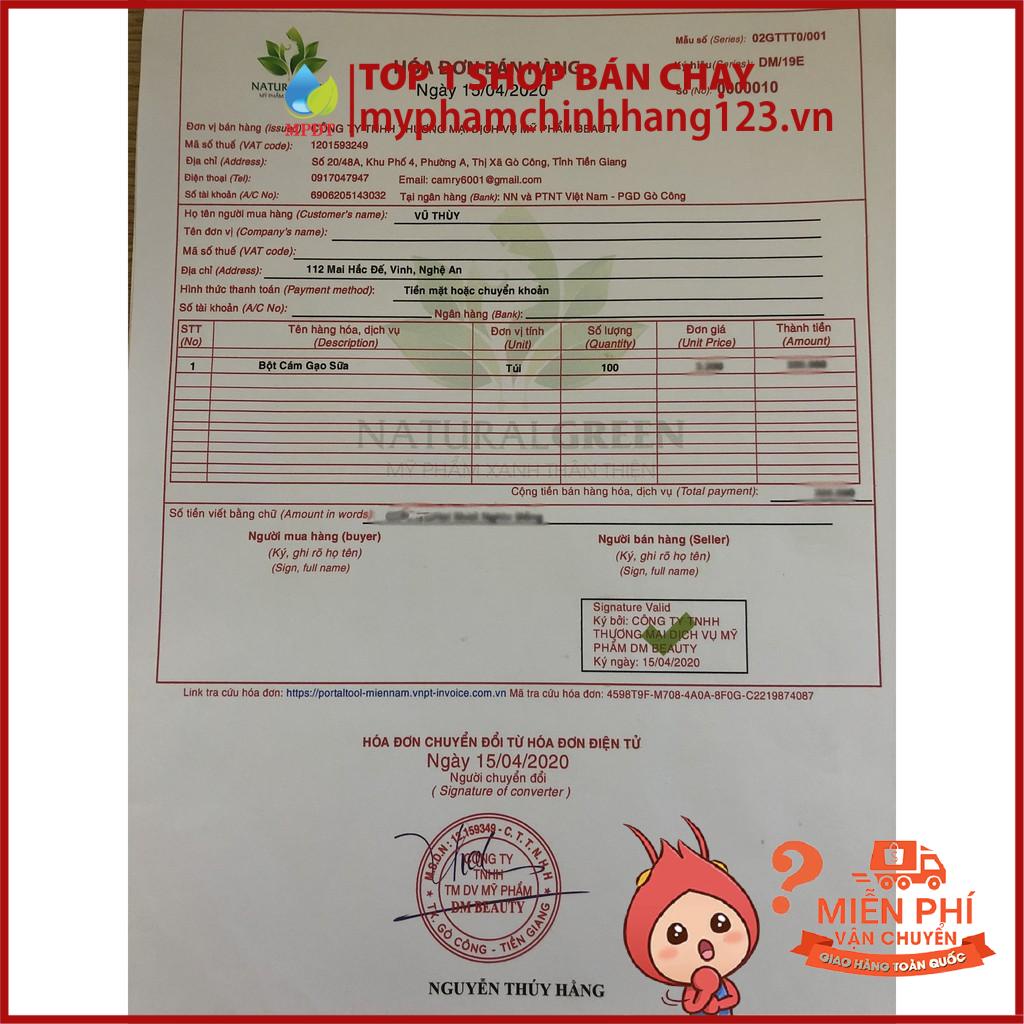 Mẫu số (Series): 02GTTT0/001
HÓA ĐƠN BÁN HÀNG
Ký hiệu (Series): DM/19E
TOP 1 SHOP BÁN CHẠY
Ngày 15/04/2020
Số (No): 0000010
MPDT
myphamchinhhang123.vn
Đơn vị bán hàng CÔNG TY TNHH THƯƠNG MẠI DỊCH VỤ MỸ PHẨM BEAUTY
Mã số thuế (VAT code): 1201593249
Địa chỉ (Address): Số 20/48A, Khu Phố 4, Phường A, Thị Xã Gò Công, Tỉnh Tiền Giang
Điện thoại (Tel): 0917047947 Email: camry6001@gmail.com
Số tài khoản (A/C No): 6906205143032 Tại ngân hàng (Bank): NN và PTNT Việt Nam - PGD Gò Công
Họ tên người mua hàng (Customer's name): VŨ THÙY
Tên đơn vị (Company's name):
Mã số thuế (VAT code):
Địa chỉ (Address): 112 Mai Hắc Đế, Vinh, Nghệ An
Hình thức thanh toán (Payment method): Tiền mặt hoặc chuyển khoản
Số tài khoản (A/C No): Ngân hàng (Bank):
STT Tên hàng hóa, dịch vụ Đơn vị tính Số lượng Đơn giá Thành tiền
(No) (Description) (Unit) (Quantity) (Unit Price) (Amount)
1 Bột Cám Gạo Sữa Túi 100
NATURALGREEN
MỸ PHẨM XANH THÂN THIỆN
Cộng tiền bán hàng hóa, dịch vụ (Total payment):
Số tiền viết bằng chữ (Amount in words)
Người mua hàng (buyer) Người bán hàng (Seller)
(Ký, ghi rõ họ tên) (Ký, ghi rõ họ tên)
(Sign, full name) (Sign, full name)
Signature Valid
Ký bởi: CÔNG TY TNHH
THƯƠNG MẠI DỊCH VỤ MỸ
PHẨM DM BEAUTY
Ký ngày: 15/04/2020
Link tra cứu hóa đơn: https://portaltool-miennam.vnpt-invoice.com.vn Mã tra cứu hóa đơn: 4598T9F-M708-4A0A-8F0G-C2219874087
HÓA ĐƠN CHUYỂN ĐỔI TỪ HÓA ĐƠN ĐIỆN TỬ
Ngày 15/04/2020
Người chuyển đổi
( Signature of converter )
M.S.D.N: 12.159349 - C.T.T.N.H.H
CÔNG TY
TNHH
TM DV MỸ PHẨM
DM BEAUTY
TX. GÒ CÔNG - TIỀN GIANG
NGUYỄN THỦY HẰNG
?
MIỄN PHÍ
VẬN CHUYỂN
GIAO HÀNG TOÀN QUỐC